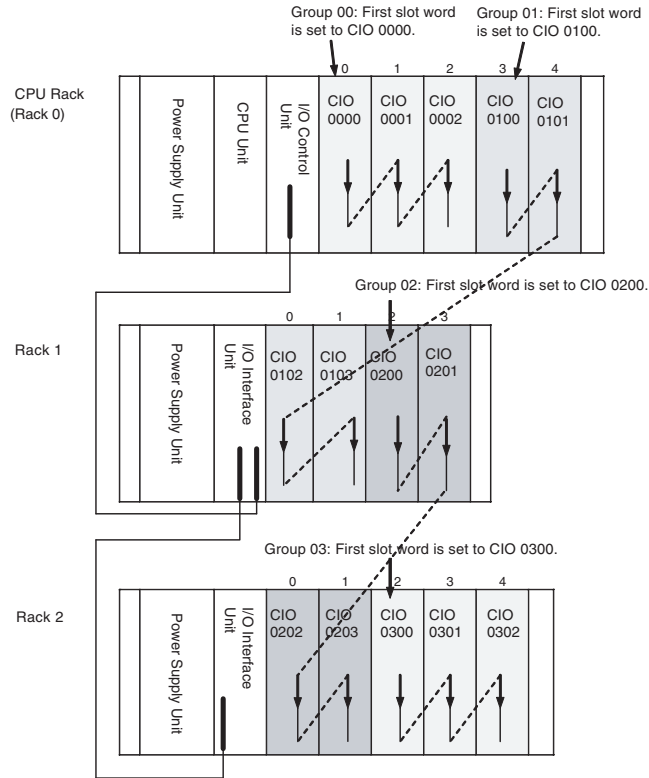 Group 00: First slot word
is set to CIO 0000.
Group 01: First slot word
is set to CIO 0100.
CPU Rack
(Rack 0)
0
1
2
3
4
Power Supply Unit
CPU Unit
I/O Control
Unit
CIO
0000
CIO
0001
CIO
0002
CIO
0100
CIO
0101
Group 02: First slot word is set to CIO 0200.
Rack 1
0
1
2
3
Power Supply Unit
I/O Interface
Unit
CIO
0102
CIO
0103
CIO
0200
CIO
0201
Group 03: First slot word is set to CIO 0300.
Rack 2
0
1
2
3
4
Power Supply Unit
I/O Interface
Unit
CIO
0202
CIO
0203
CIO
0300
CIO
0301
CIO
0302